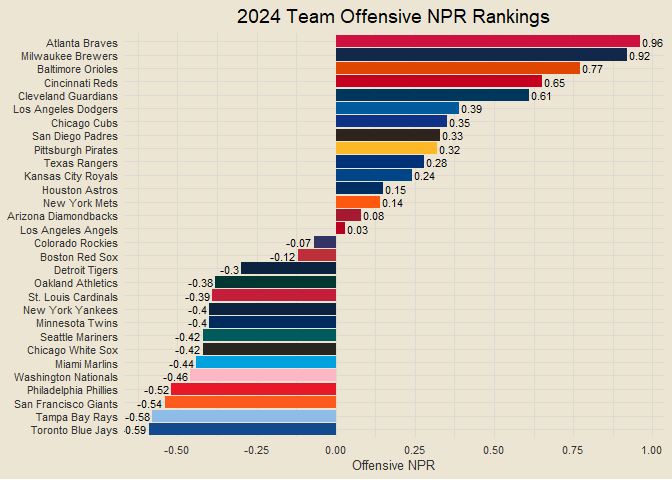 2024 Team Offensive NPR Rankings
Atlanta Braves 0.96
Milwaukee Brewers 0.92
Baltimore Orioles 0.77
Cincinnati Reds 0.65
Cleveland Guardians 0.61
Los Angeles Dodgers 0.39
Chicago Cubs 0.35
San Diego Padres 0.33
Pittsburgh Pirates 0.32
Texas Rangers 0.28
Kansas City Royals 0.24
Houston Astros 0.15
New York Mets 0.14
Arizona Diamondbacks 0.08
Los Angeles Angels 0.03
Colorado Rockies -0.07
Boston Red Sox -0.12
Detroit Tigers -0.3
Oakland Athletics -0.38
St. Louis Cardinals -0.39
New York Yankees -0.4
Minnesota Twins -0.4
Seattle Mariners -0.42
Chicago White Sox -0.42
Miami Marlins -0.44
Washington Nationals -0.46
Philadelphia Phillies -0.52
San Francisco Giants -0.54
Tampa Bay Rays -0.58
Toronto Blue Jays -0.59
-0.50 -0.25 0.00 0.25 0.50 0.75 1.00
Offensive NPR